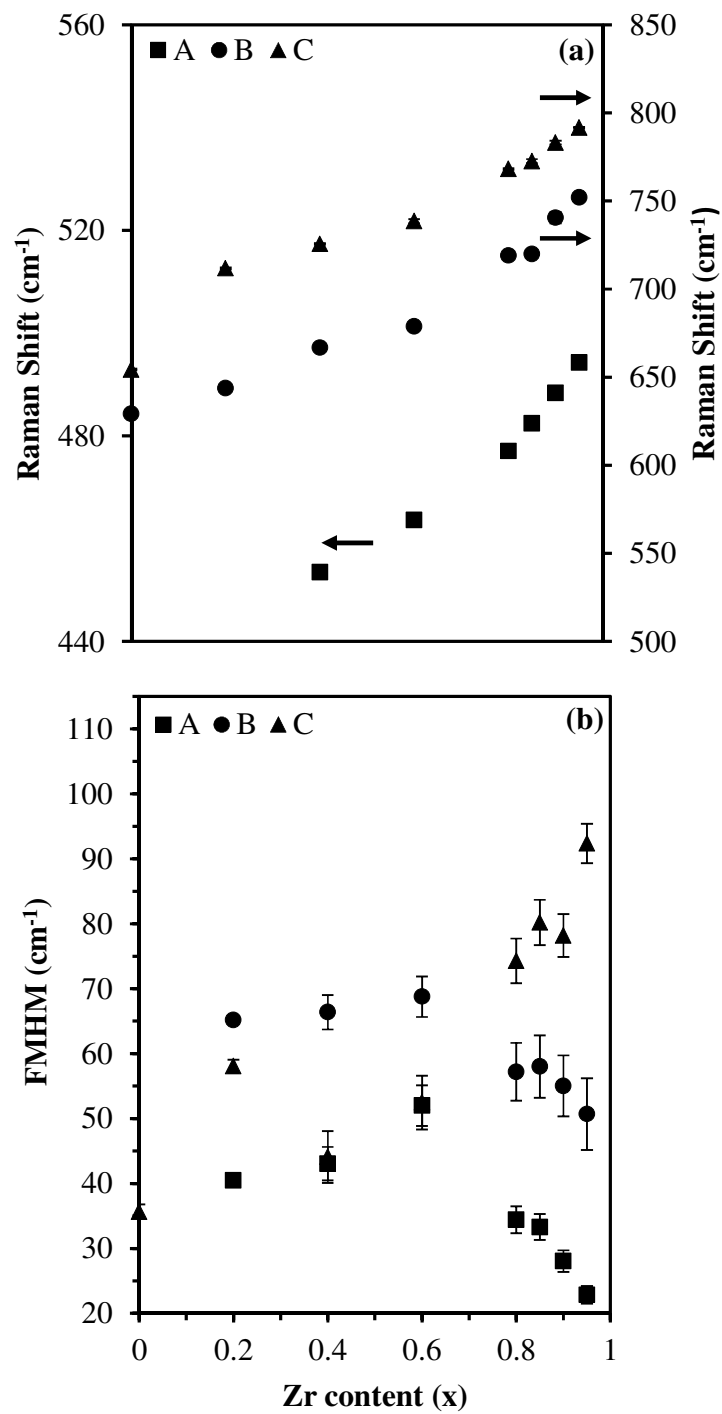 560
850
A B C
(a)
800
750
520
700
Raman Shift (cm-1)
Raman Shift (cm-1)
650
480
600
550
440
500
110
A B C
(b)
100
90
80
70
FMHM (cm-1)
60
50
40
30
20
0 0.2 0.4 0.6 0.8 1
Zr content (x)